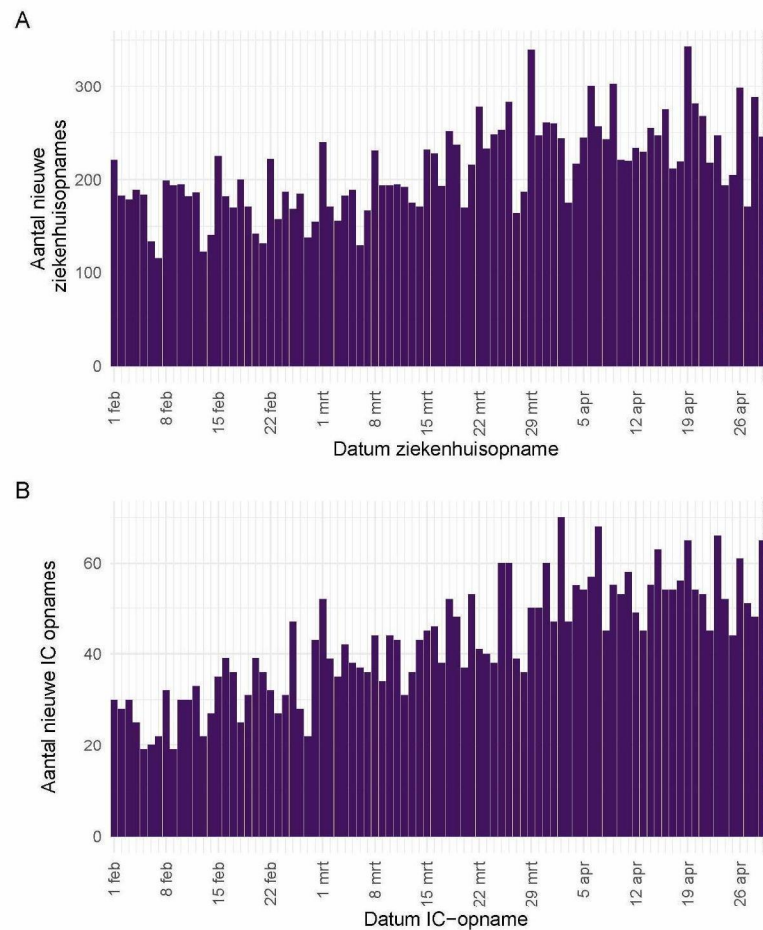 A
Aantal nieuwe
ziekenhuisopnames
300
200
100
0
1 feb
8 feb
15 feb
22 feb
1 mrt
8 mrt
15 mrt
22 mrt
29 mrt
5 apr
12 apr
19 apr
26 apr
Datum ziekenhuisopname
B
Aantal nieuwe IC opnames
60
40
20
0
1 feb
8 feb
15 feb
22 feb
1 mrt
8 mrt
15 mrt
22 mrt
29 mrt
5 apr
12 apr
19 apr
26 apr
Datum IC−opname